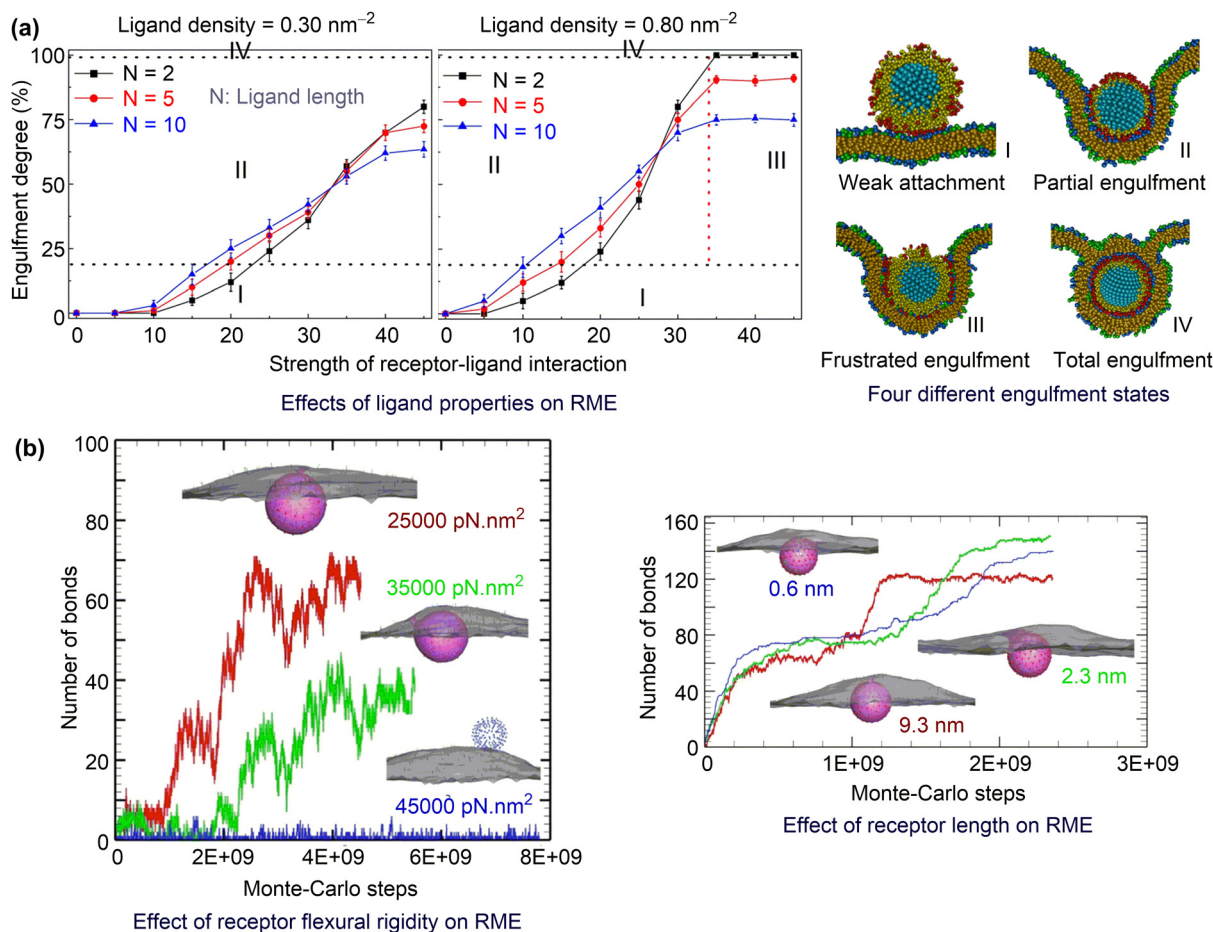 (a)
Ligand density = 0.30 nm⁻²
Ligand density = 0.80 nm⁻²
Engulfment degree (%)
100
75
50
25
0
IV
N = 2
N = 5
N = 10
N: Ligand length
II
I
0 10 20 30 40
IV
N = 2
N = 5
N = 10
II
III
I
0 10 20 30 40
Strength of receptor-ligand interaction
Effects of ligand properties on RME
I
Weak attachment
II
Partial engulfment
III
Frustrated engulfment
IV
Total engulfment
Four different engulfment states
(b)
Number of bonds
100
80
60
40
20
0
25000 pN.nm²
35000 pN.nm²
45000 pN.nm²
0 2E+09 4E+09 6E+09 8E+09
Monte-Carlo steps
Effect of receptor flexural rigidity on RME
Number of bonds
160
120
80
40
0
0.6 nm
2.3 nm
9.3 nm
0 1E+09 2E+09 3E+09
Monte-Carlo steps
Effect of receptor length on RME